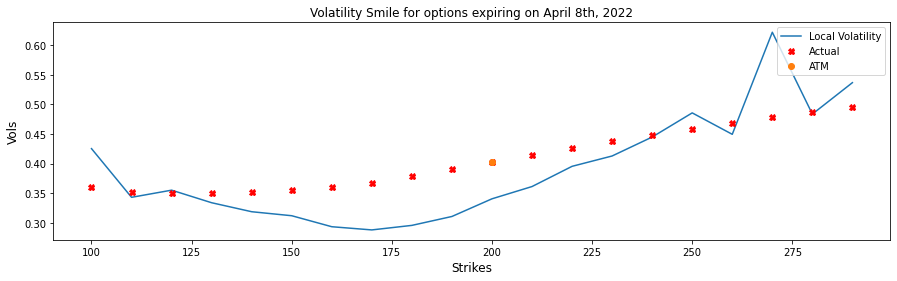 Volatility Smile for options expiring on April 8th, 2022
Local Volatility
Actual
ATM
Vols
0.60
0.55
0.50
0.45
0.40
0.35
0.30
100
125
150
175
200
225
250
275
Strikes